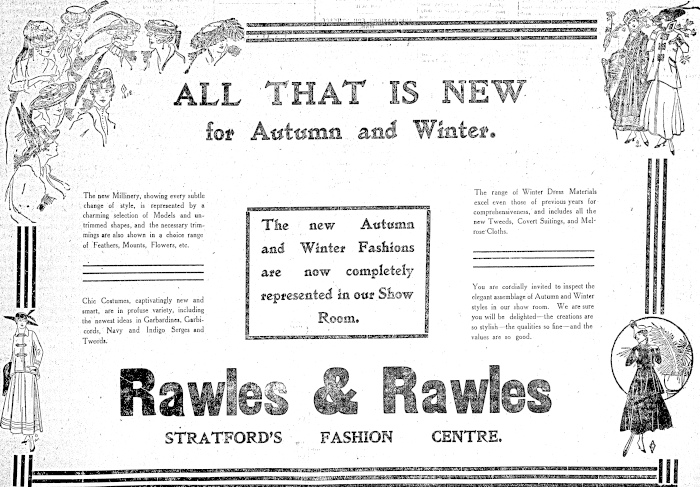 ALL THAT IS NEW
for Autumn and Winter.
The new Millinery, showing every subtle
change of style, is represented by a
charming selection of Models and un-
trimmed shapes, and the necessary trim-
mings are also shown in a choice range
of Feathers, Mounts, Flowers, etc.
Chic Costumes, captivatingly new and
smart, are in profuse variety, including
the newest ideas in Garbardines, Garbi-
cords, Navy and Indigo Serges and
Tweeds.
The new Autumn
and Winter Fashions
are now completely
represented in our Show
Room.
The range of Winter Dress Materials
excel even those of previous years for
comprehensiveness, and includes all the
new Tweeds, Covert Suitings, and Mel-
rose Cloths.
You are cordially invited to inspect the
elegant assemblage of Autumn and Winter
styles in our show room. We are sure
you will be delighted—the creations are
so stylish—the qualities so fine—and the
values are so good.
Rawles & Rawles
STRATFORD'S FASHION CENTRE.